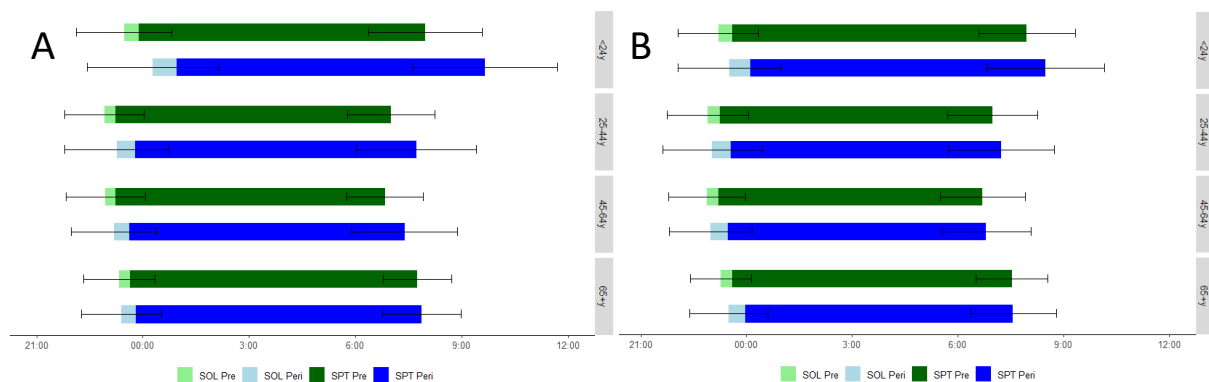 A
<24y
25-44y
45-64y
65+y
21:00 00:00 3:00 6:00 9:00 12:00
SOL Pre SOL Peri SPT Pre SPT Peri
B
<24y
25-44y
45-64y
65+y
21:00 00:00 3:00 6:00 9:00 12:00
SOL Pre SOL Peri SPT Pre SPT Peri